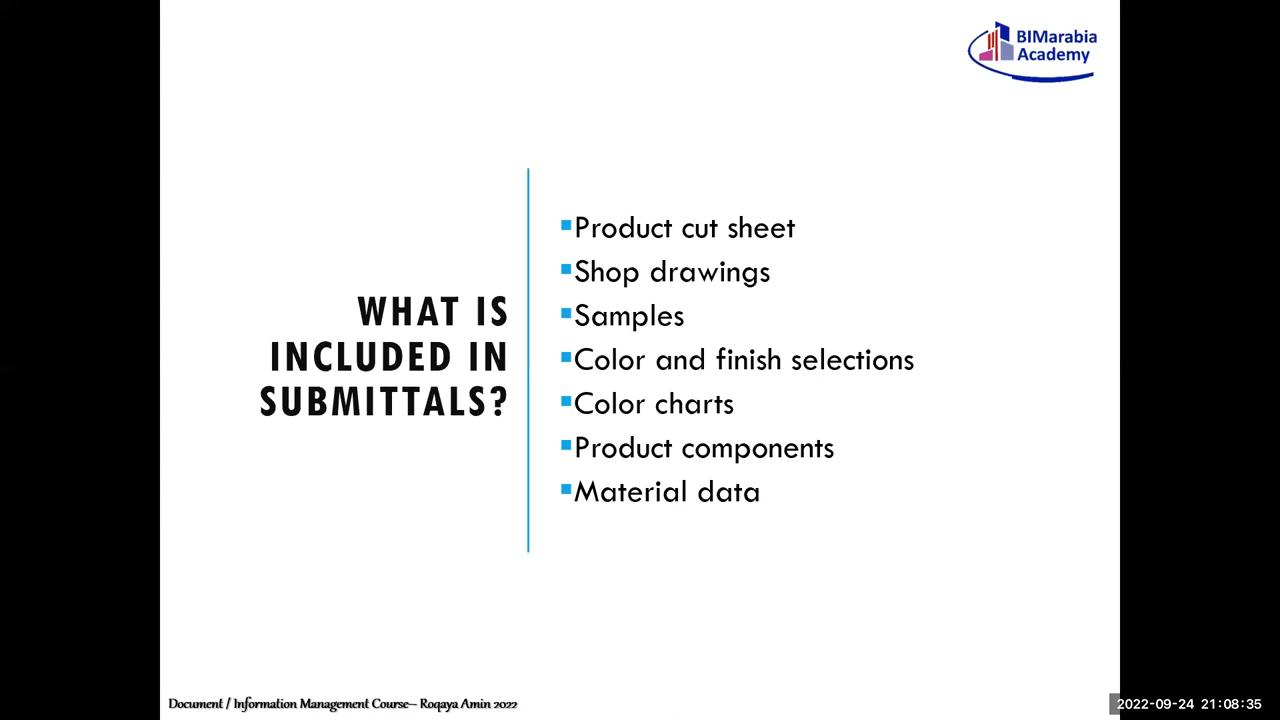 BIMarabia
Academy
WHAT IS
INCLUDED IN
SUBMITTALS?
▪Product cut sheet
▪Shop drawings
▪Samples
▪Color and finish selections
▪Color charts
▪Product components
▪Material data
Document / Information Management Course– Roqaya Amin 2022
2022-09-24 21:08:35